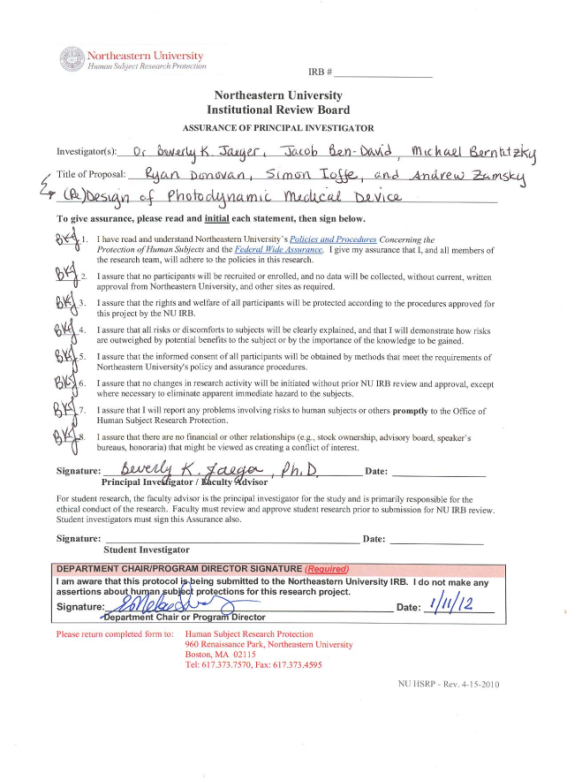 Northeastern University
Human Subject Research Protection
IRB #
Northeastern University
Institutional Review Board
ASSURANCE OF PRINCIPAL INVESTIGATOR
Investigator(s): Dr Beverly K. Jaeger, Jacob Ben-David, Michael Berntitzky
Title of Proposal: Ryan Donovan, Simon Ioffe, and Andrew Zamsky
(Re)Design of Photodynamic Medical Device
To give assurance, please read and initial each statement, then sign below.
BKJ 1. I have read and understand Northeastern University's Policies and Procedures Concerning the
Protection of Human Subjects and the Federal Wide Assurance. I give my assurance that I, and all members of
the research team, will adhere to the policies in this research.
BKJ 2. I assure that no participants will be recruited or enrolled, and no data will be collected, without current, written
approval from Northeastern University, and other sites as required.
BKJ 3. I assure that the rights and welfare of all participants will be protected according to the procedures approved for
this project by the NU IRB.
BKJ 4. I assure that all risks or discomforts to subjects will be clearly explained, and that I will demonstrate how risks
are outweighed by potential benefits to the subject or by the importance of the knowledge to be gained.
BKJ 5. I assure that the informed consent of all participants will be obtained by methods that meet the requirements of
Northeastern University's policy and assurance procedures.
BKJ 6. I assure that no changes in research activity will be initiated without prior NU IRB review and approval, except
where necessary to eliminate apparent immediate hazard to the subjects.
BKJ 7. I assure that I will report any problems involving risks to human subjects or others promptly to the Office of
Human Subject Research Protection.
BKJ 8. I assure that there are no financial or other relationships (e.g., stock ownership, advisory board, speaker's
bureaus, honoraria) that might be viewed as creating a conflict of interest.
Signature: Beverly K. Jaeger, Ph.D. Date:
Principal Investigator / Faculty Advisor
For student research, the faculty advisor is the principal investigator for the study and is primarily responsible for the
ethical conduct of the research. Faculty must review and approve student research prior to submission for NU IRB review.
Student investigators must sign this Assurance also.
Signature: Date:
Student Investigator
DEPARTMENT CHAIR/PROGRAM DIRECTOR SIGNATURE (Required)
I am aware that this protocol is being submitted to the Northeastern University IRB. I do not make any
assertions about human subject protections for this research project.
Signature: Date: 1/11/12
Department Chair or Program Director
Please return completed form to: Human Subject Research Protection
960 Renaissance Park, Northeastern University
Boston, MA 02115
Tel: 617.373.7570, Fax: 617.373.4595
NU HSRP - Rev. 4-15-2010